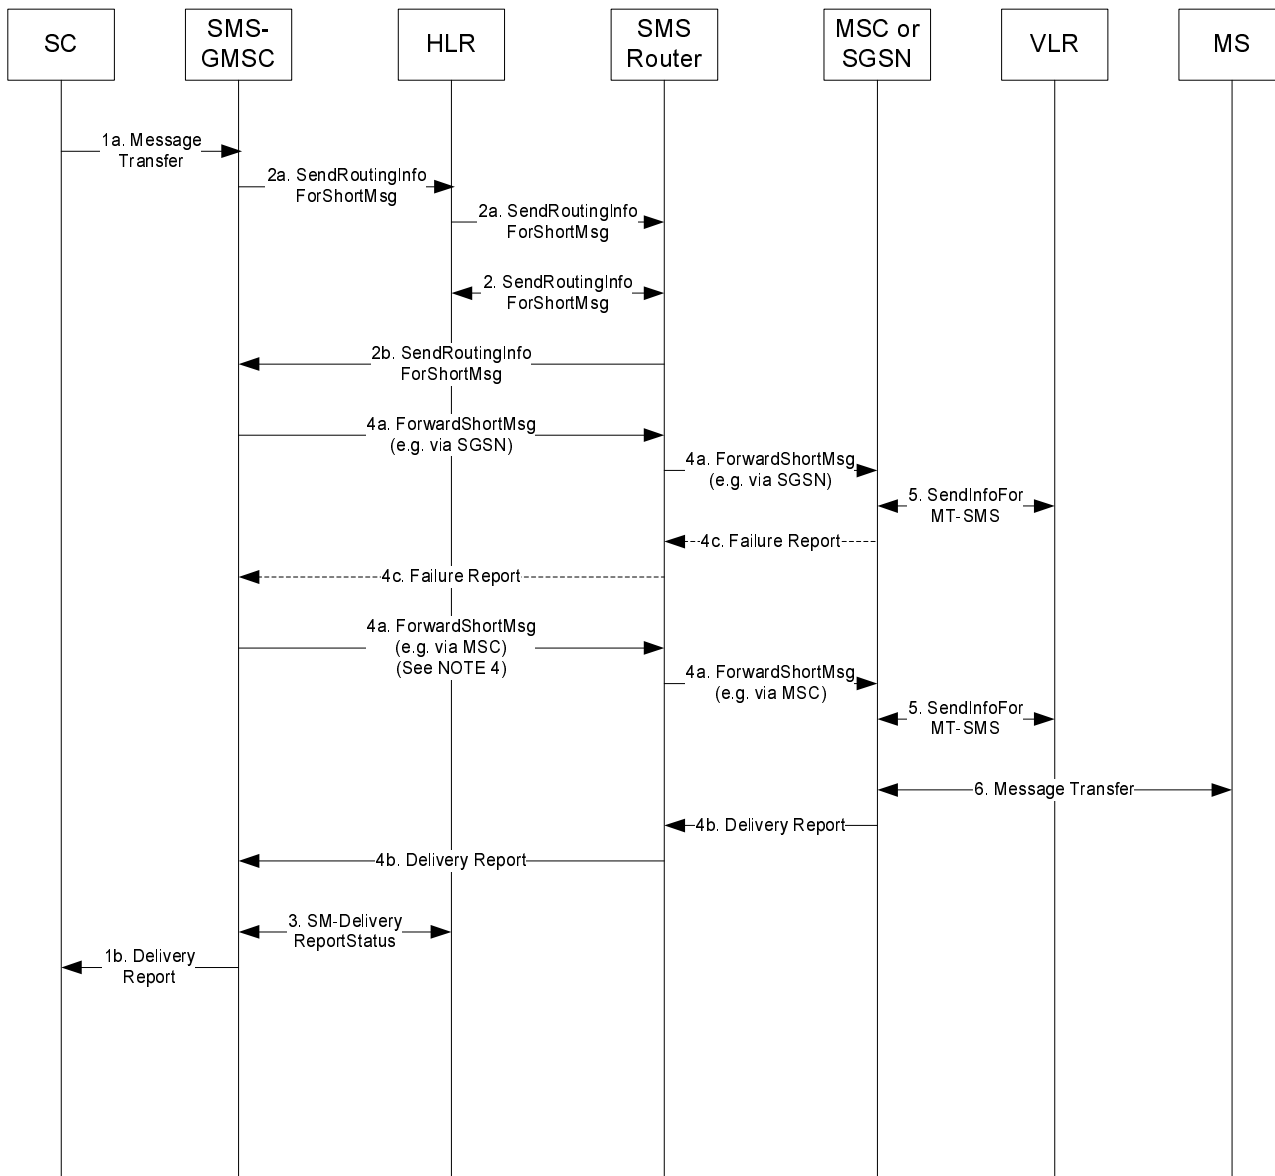 SC
SMS-
GMSC
HLR
SMS
Router
MSC or
SGSN
VLR
MS
1a. Message
Transfer
2a. SendRoutingInfo
ForShortMsg
2a. SendRoutingInfo
ForShortMsg
2. SendRoutingInfo
ForShortMsg
2b. SendRoutingInfo
ForShortMsg
4a. ForwardShortMsg
(e.g. via SGSN)
4a. ForwardShortMsg
(e.g. via SGSN)
5. SendInfoFor
MT-SMS
4c. Failure Report
4c. Failure Report
4a. ForwardShortMsg
(e.g. via MSC)
(See NOTE 4)
4a. ForwardShortMsg
(e.g. via MSC)
5. SendInfoFor
MT-SMS
6. Message Transfer
4b. Delivery Report
4b. Delivery Report
3. SM-Delivery
ReportStatus
1b. Delivery
Report